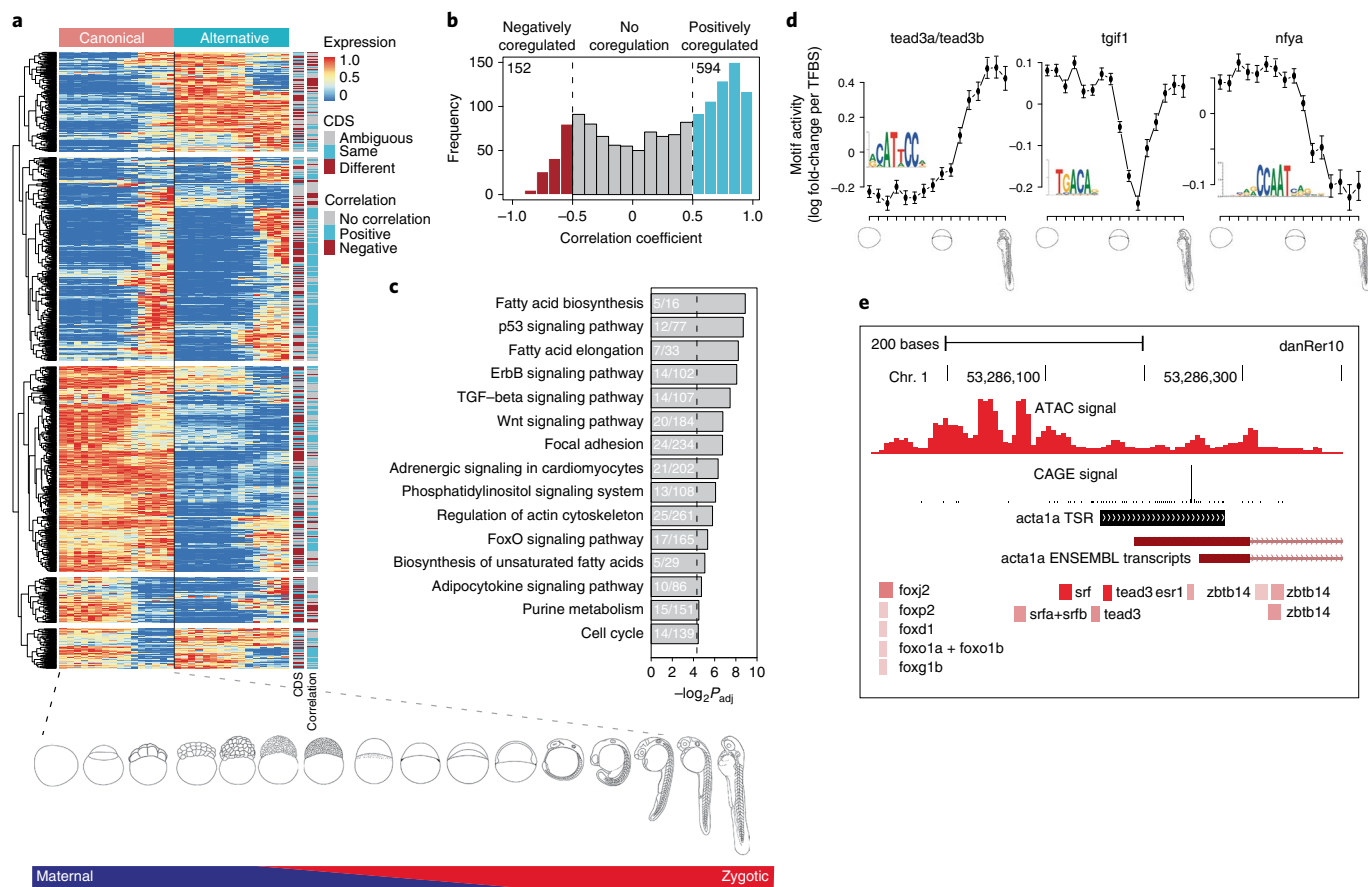 a
Canonical
Alternative
Expression
1.0
0.5
0
CDS
Ambiguous
Same
Different
Correlation
No correlation
Positive
Negative
CDS
Correlation
Maternal
Zygotic
b
Negatively coregulated
No coregulation
Positively coregulated
152
594
Frequency
150
100
50
0
−1.0
−0.5
0
0.5
1.0
Correlation coefficient
c
Fatty acid biosynthesis 5/16
p53 signaling pathway 12/77
Fatty acid elongation 7/33
ErbB signaling pathway 14/102
TGF−beta signaling pathway 14/107
Wnt signaling pathway 20/184
Focal adhesion 24/234
Adrenergic signaling in cardiomyocytes 21/202
Phosphatidylinositol signaling system 13/108
Regulation of actin cytoskeleton 25/261
FoxO signaling pathway 17/165
Biosynthesis of unsaturated fatty acids 5/29
Adipocytokine signaling pathway 10/86
Purine metabolism 15/151
Cell cycle 14/139
0 2 4 6 8 10
−log2Padj
d
Motif activity
(log fold-change per TFBS)
tead3a/tead3b
0.4
0.2
0
−0.2
CATTCC
tgif1
0.1
0
−0.1
−0.2
TGACA
nfya
0
−0.1
CCAAT
e
200 bases
danRer10
Chr. 1
53,286,100
53,286,300
ATAC signal
CAGE signal
acta1a TSR
acta1a ENSEMBL transcripts
foxj2
srf
tead3
esr1
zbtb14
zbtb14
foxp2
srfa+srfb
tead3
zbtb14
foxd1
foxo1a + foxo1b
foxg1b